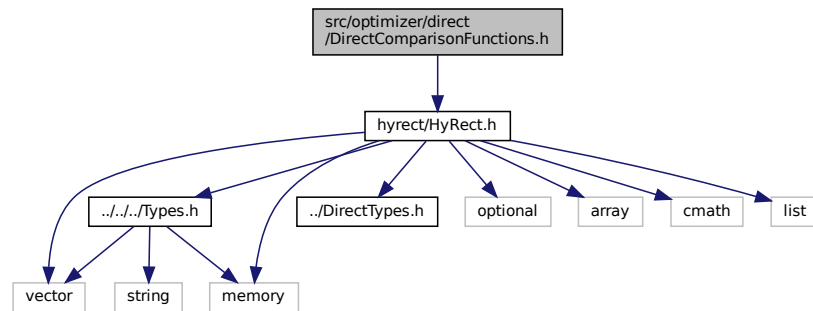 src/optimizer/direct
/DirectComparisonFunctions.h
hyrect/HyRect.h
../../../Types.h
../DirectTypes.h
optional
array
cmath
list
vector
string
memory